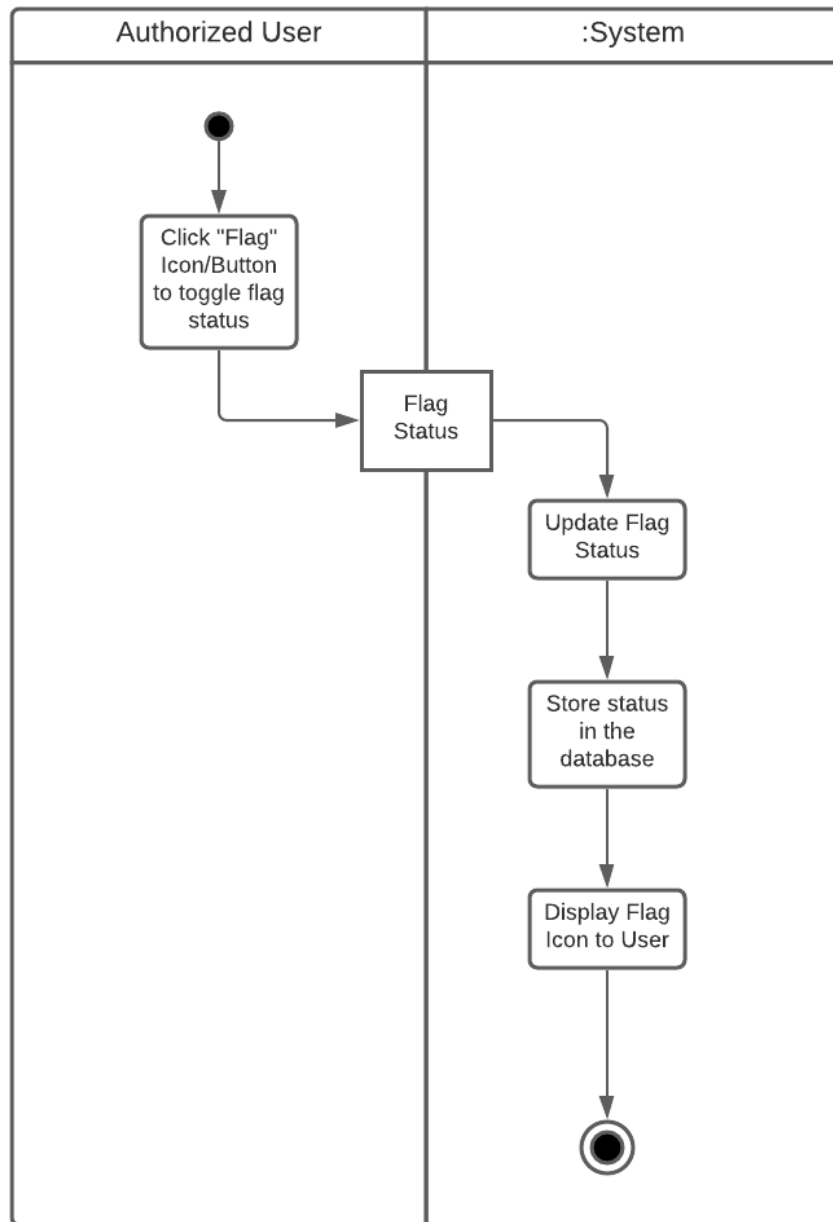 Authorized User
:System
Click "Flag"
Icon/Button
to toggle flag
status
Flag
Status
Update Flag
Status
Store status
in the
database
Display Flag
Icon to User